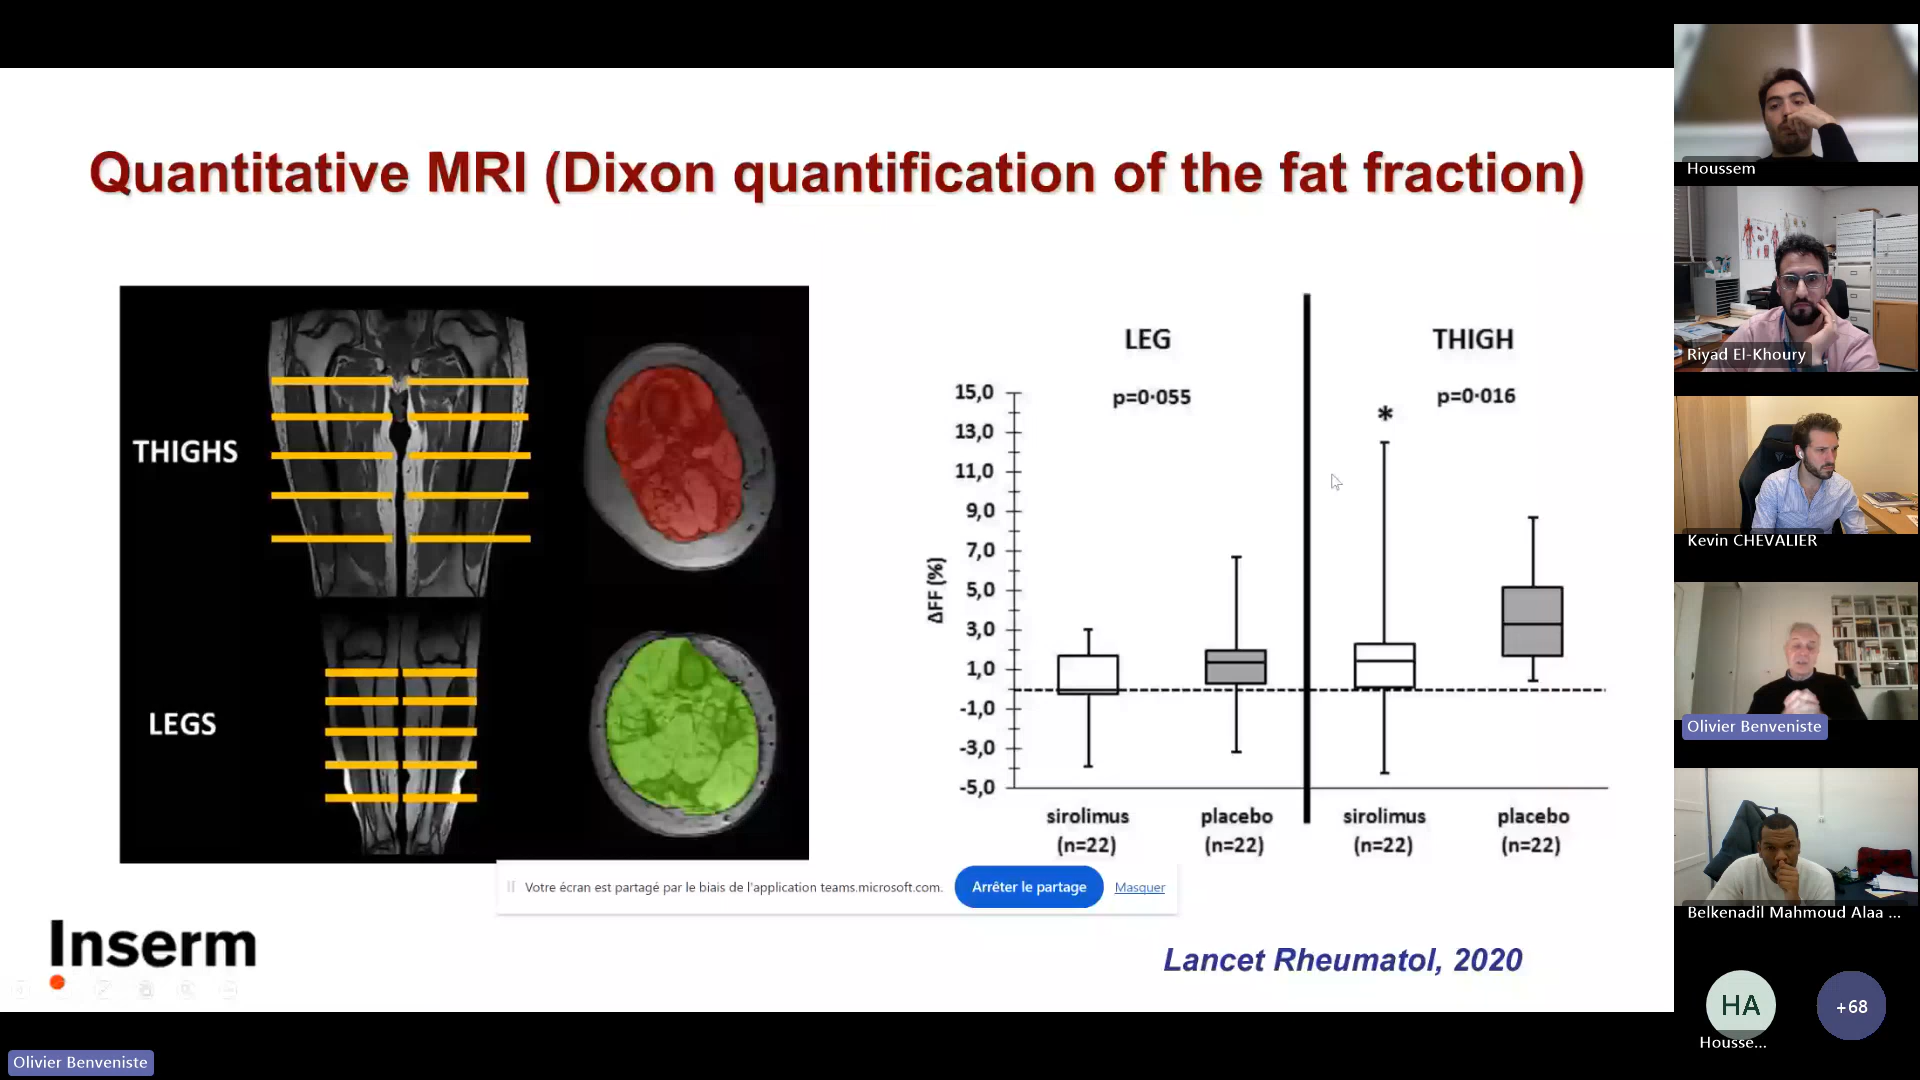 Quantitative MRI (Dixon quantification of the fat fraction)
THIGHS
LEGS
LEG
THIGH
p=0·055
p=0·016
*
15,0
13,0
11,0
9,0
7,0
5,0
3,0
1,0
-1,0
-3,0
-5,0
ΔFF (%)
sirolimus
(n=22)
placebo
(n=22)
sirolimus
(n=22)
placebo
(n=22)
Votre écran est partagé par le biais de l'application teams.microsoft.com.
Arrêter le partage
Masquer
Inserm
Lancet Rheumatol, 2020
Olivier Benveniste
Houssem
Riyad El-Khoury
Kevin CHEVALIER
Olivier Benveniste
Belkenadil Mahmoud Alaa ...
HA
Housse...
+68